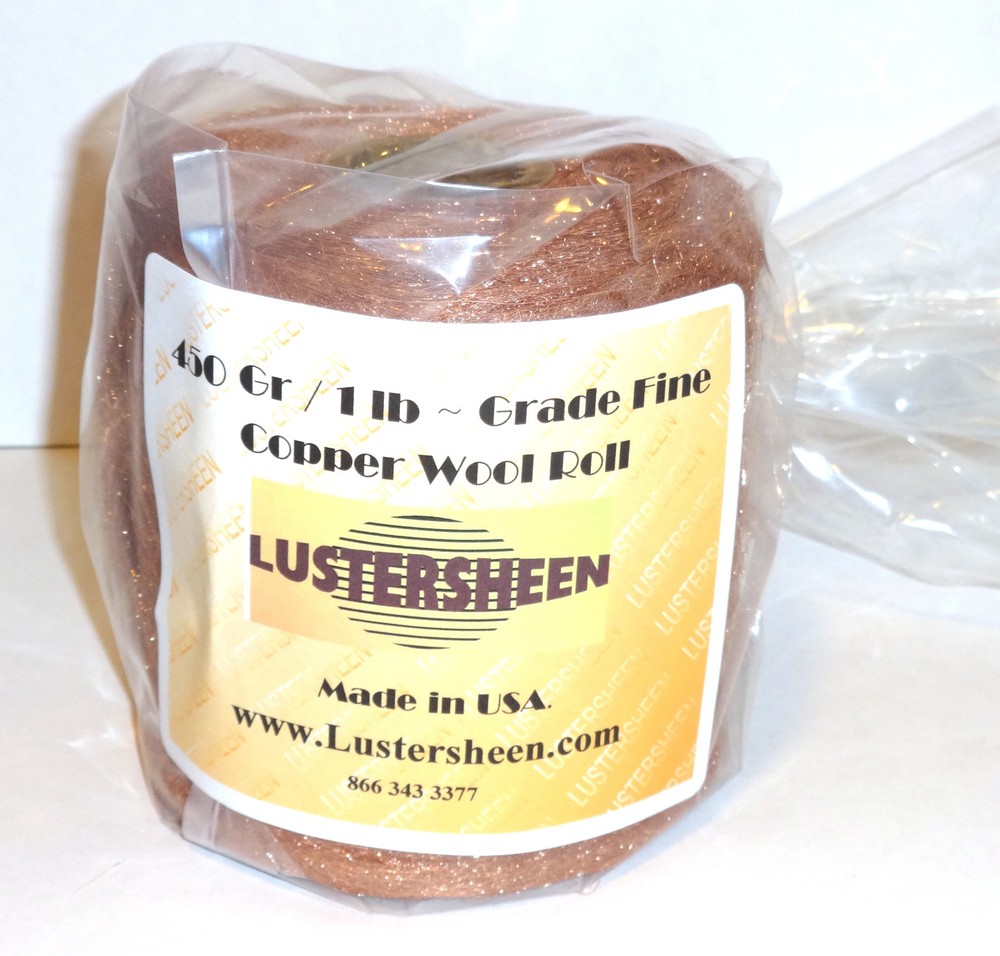 450 Gr / 1 lb ~ Grade Fine
Copper Wool Roll
LUSTERSHEEN
Made in USA.
www.Lustersheen.com
866 343 3377